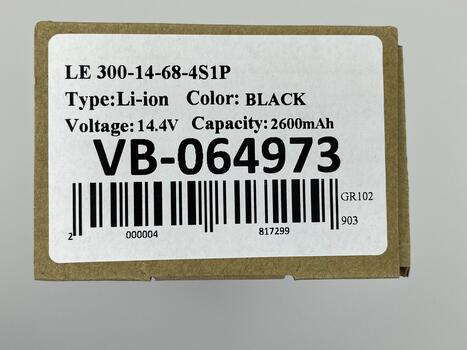 LE 300-14-68-4S1P
Type:Li-ion Color: BLACK
Voltage:14.4V Capacity:2600mAh
VB-064973
GR102
903
2 000004 817299